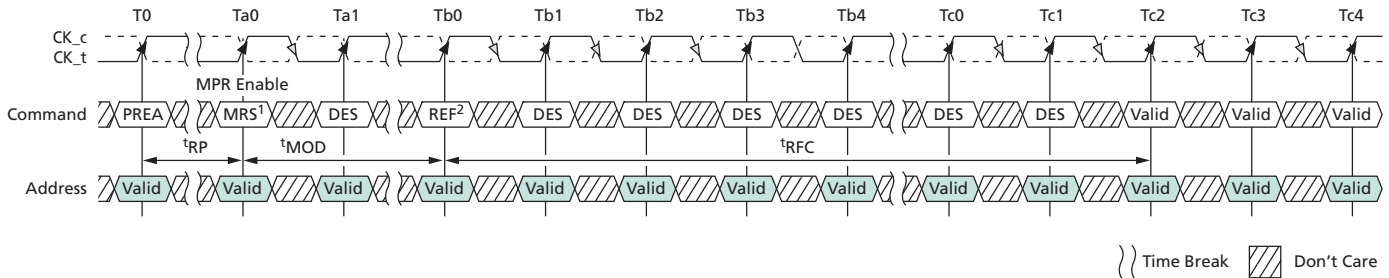 T0 Ta0 Ta1 Tb0 Tb1 Tb2 Tb3 Tb4 Tc0 Tc1 Tc2 Tc3 Tc4
CK_c
CK_t
MPR Enable
Command PREA MRS¹ DES REF² DES DES DES DES DES DES Valid Valid Valid
tRP tMOD tRFC
Address Valid Valid Valid Valid Valid Valid Valid Valid Valid Valid Valid Valid Valid
Time Break Don't Care